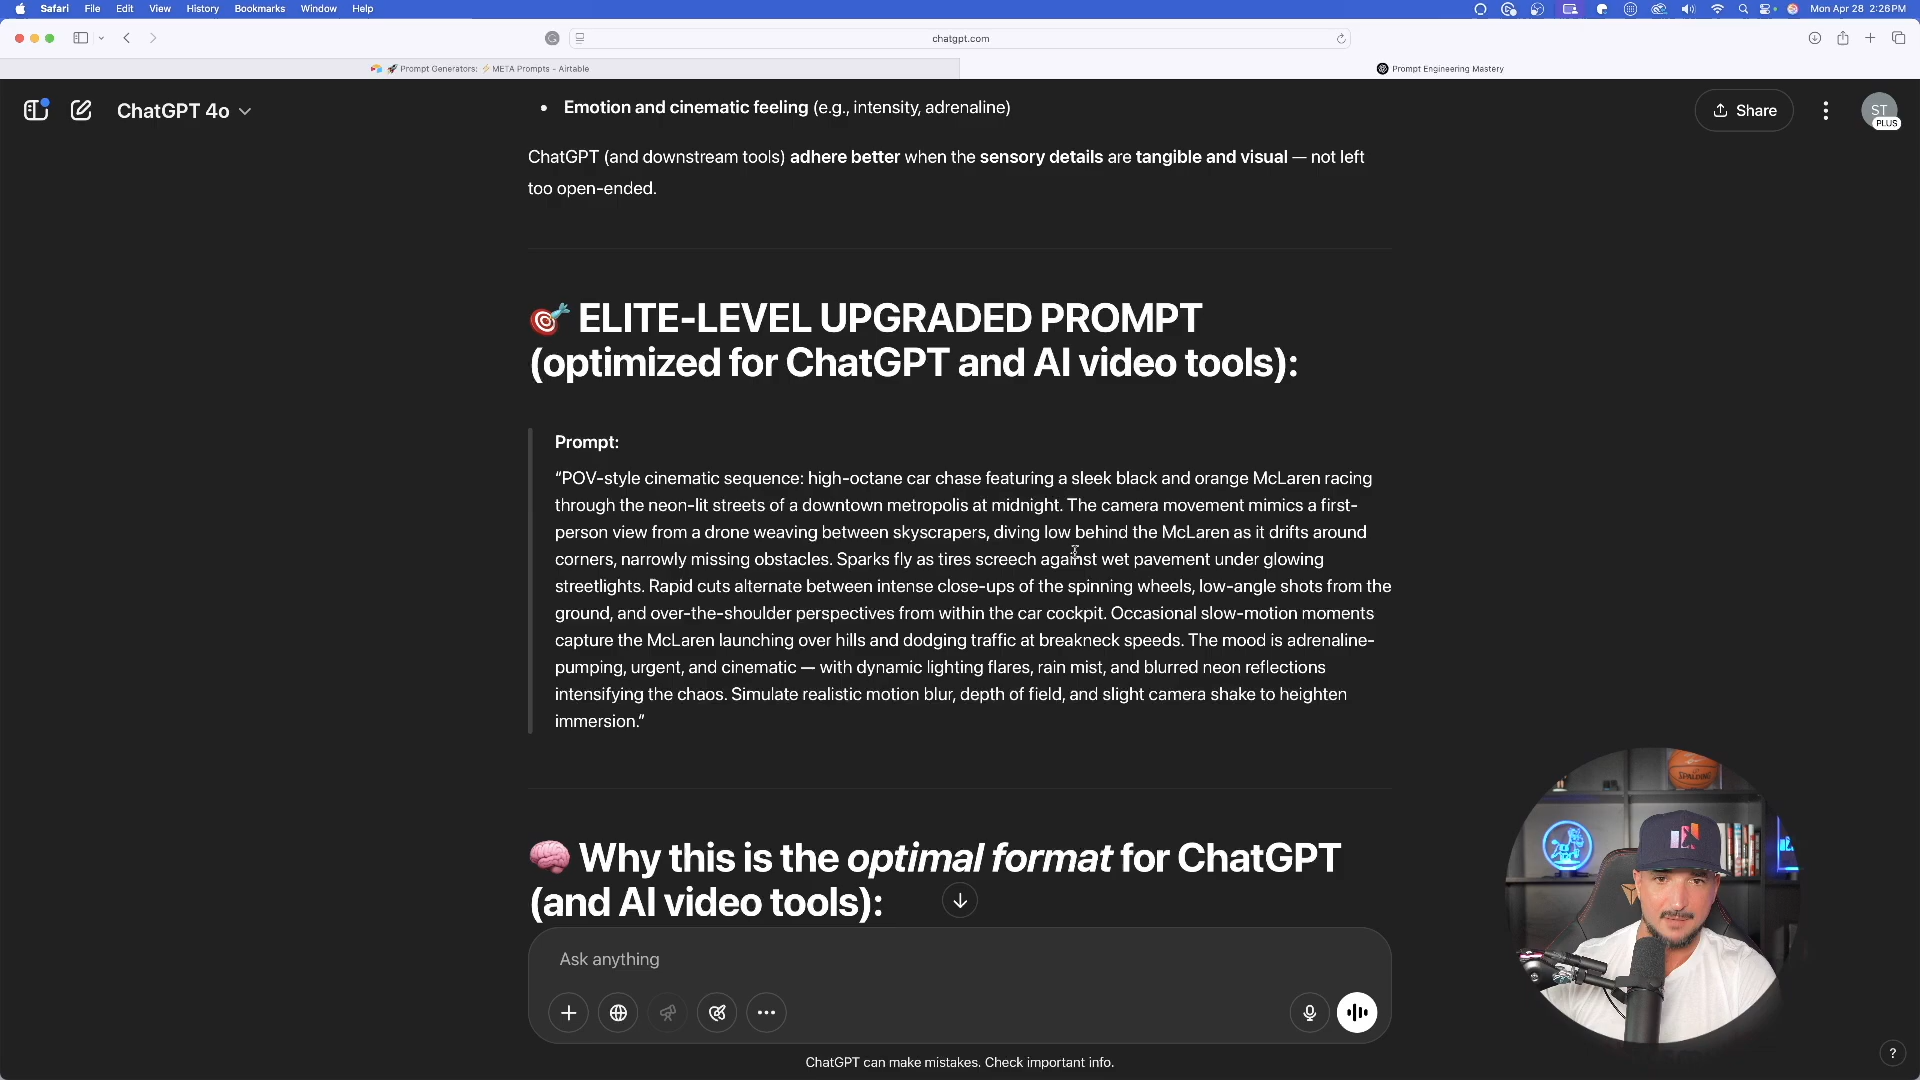 Safari File Edit View History Bookmarks Window Help
Mon Apr 28 2:26 PM
chatgpt.com
🚀 Prompt Generators: ⚡META Prompts - Airtable
Prompt Engineering Mastery
ChatGPT 4o
Share
ST
PLUS
• Emotion and cinematic feeling (e.g., intensity, adrenaline)
ChatGPT (and downstream tools) adhere better when the sensory details are tangible and visual — not left
too open-ended.
🎯 ELITE-LEVEL UPGRADED PROMPT
(optimized for ChatGPT and AI video tools):
Prompt:
“POV-style cinematic sequence: high-octane car chase featuring a sleek black and orange McLaren racing
through the neon-lit streets of a downtown metropolis at midnight. The camera movement mimics a first-
person view from a drone weaving between skyscrapers, diving low behind the McLaren as it drifts around
corners, narrowly missing obstacles. Sparks fly as tires screech against wet pavement under glowing
streetlights. Rapid cuts alternate between intense close-ups of the spinning wheels, low-angle shots from the
ground, and over-the-shoulder perspectives from within the car cockpit. Occasional slow-motion moments
capture the McLaren launching over hills and dodging traffic at breakneck speeds. The mood is adrenaline-
pumping, urgent, and cinematic — with dynamic lighting flares, rain mist, and blurred neon reflections
intensifying the chaos. Simulate realistic motion blur, depth of field, and slight camera shake to heighten
immersion.”
🧠 Why this is the optimal format for ChatGPT
(and AI video tools):
SPALDING
Ask anything
ChatGPT can make mistakes. Check important info.
?